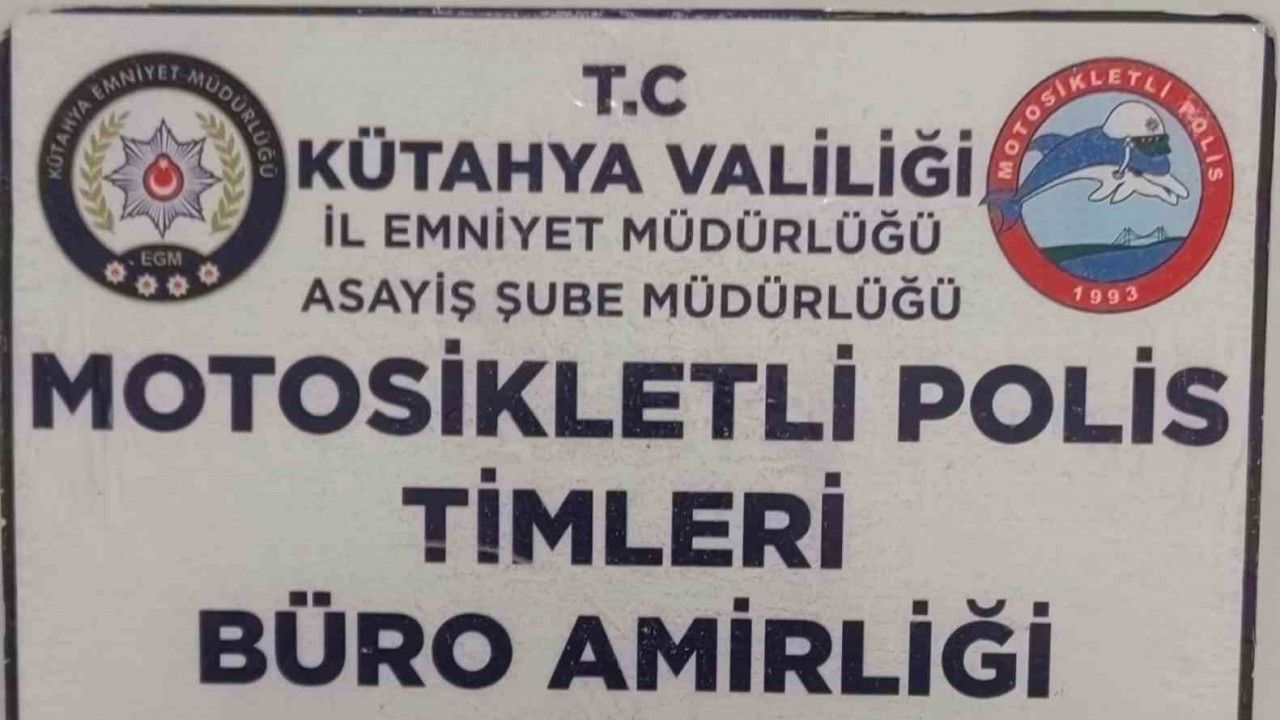 KÜTAHYA EMNİYET MÜDÜRLÜĞÜ
EGM
T.C
KÜTAHYA VALİLİĞİ
İL EMNİYET MÜDÜRLÜĞÜ
ASAYİŞ ŞUBE MÜDÜRLÜĞÜ
MOTOSİKLETLİ POLİS
1993
MOTOSİKLETLİ POLİS
TİMLERİ
BÜRO AMİRLİĞİ